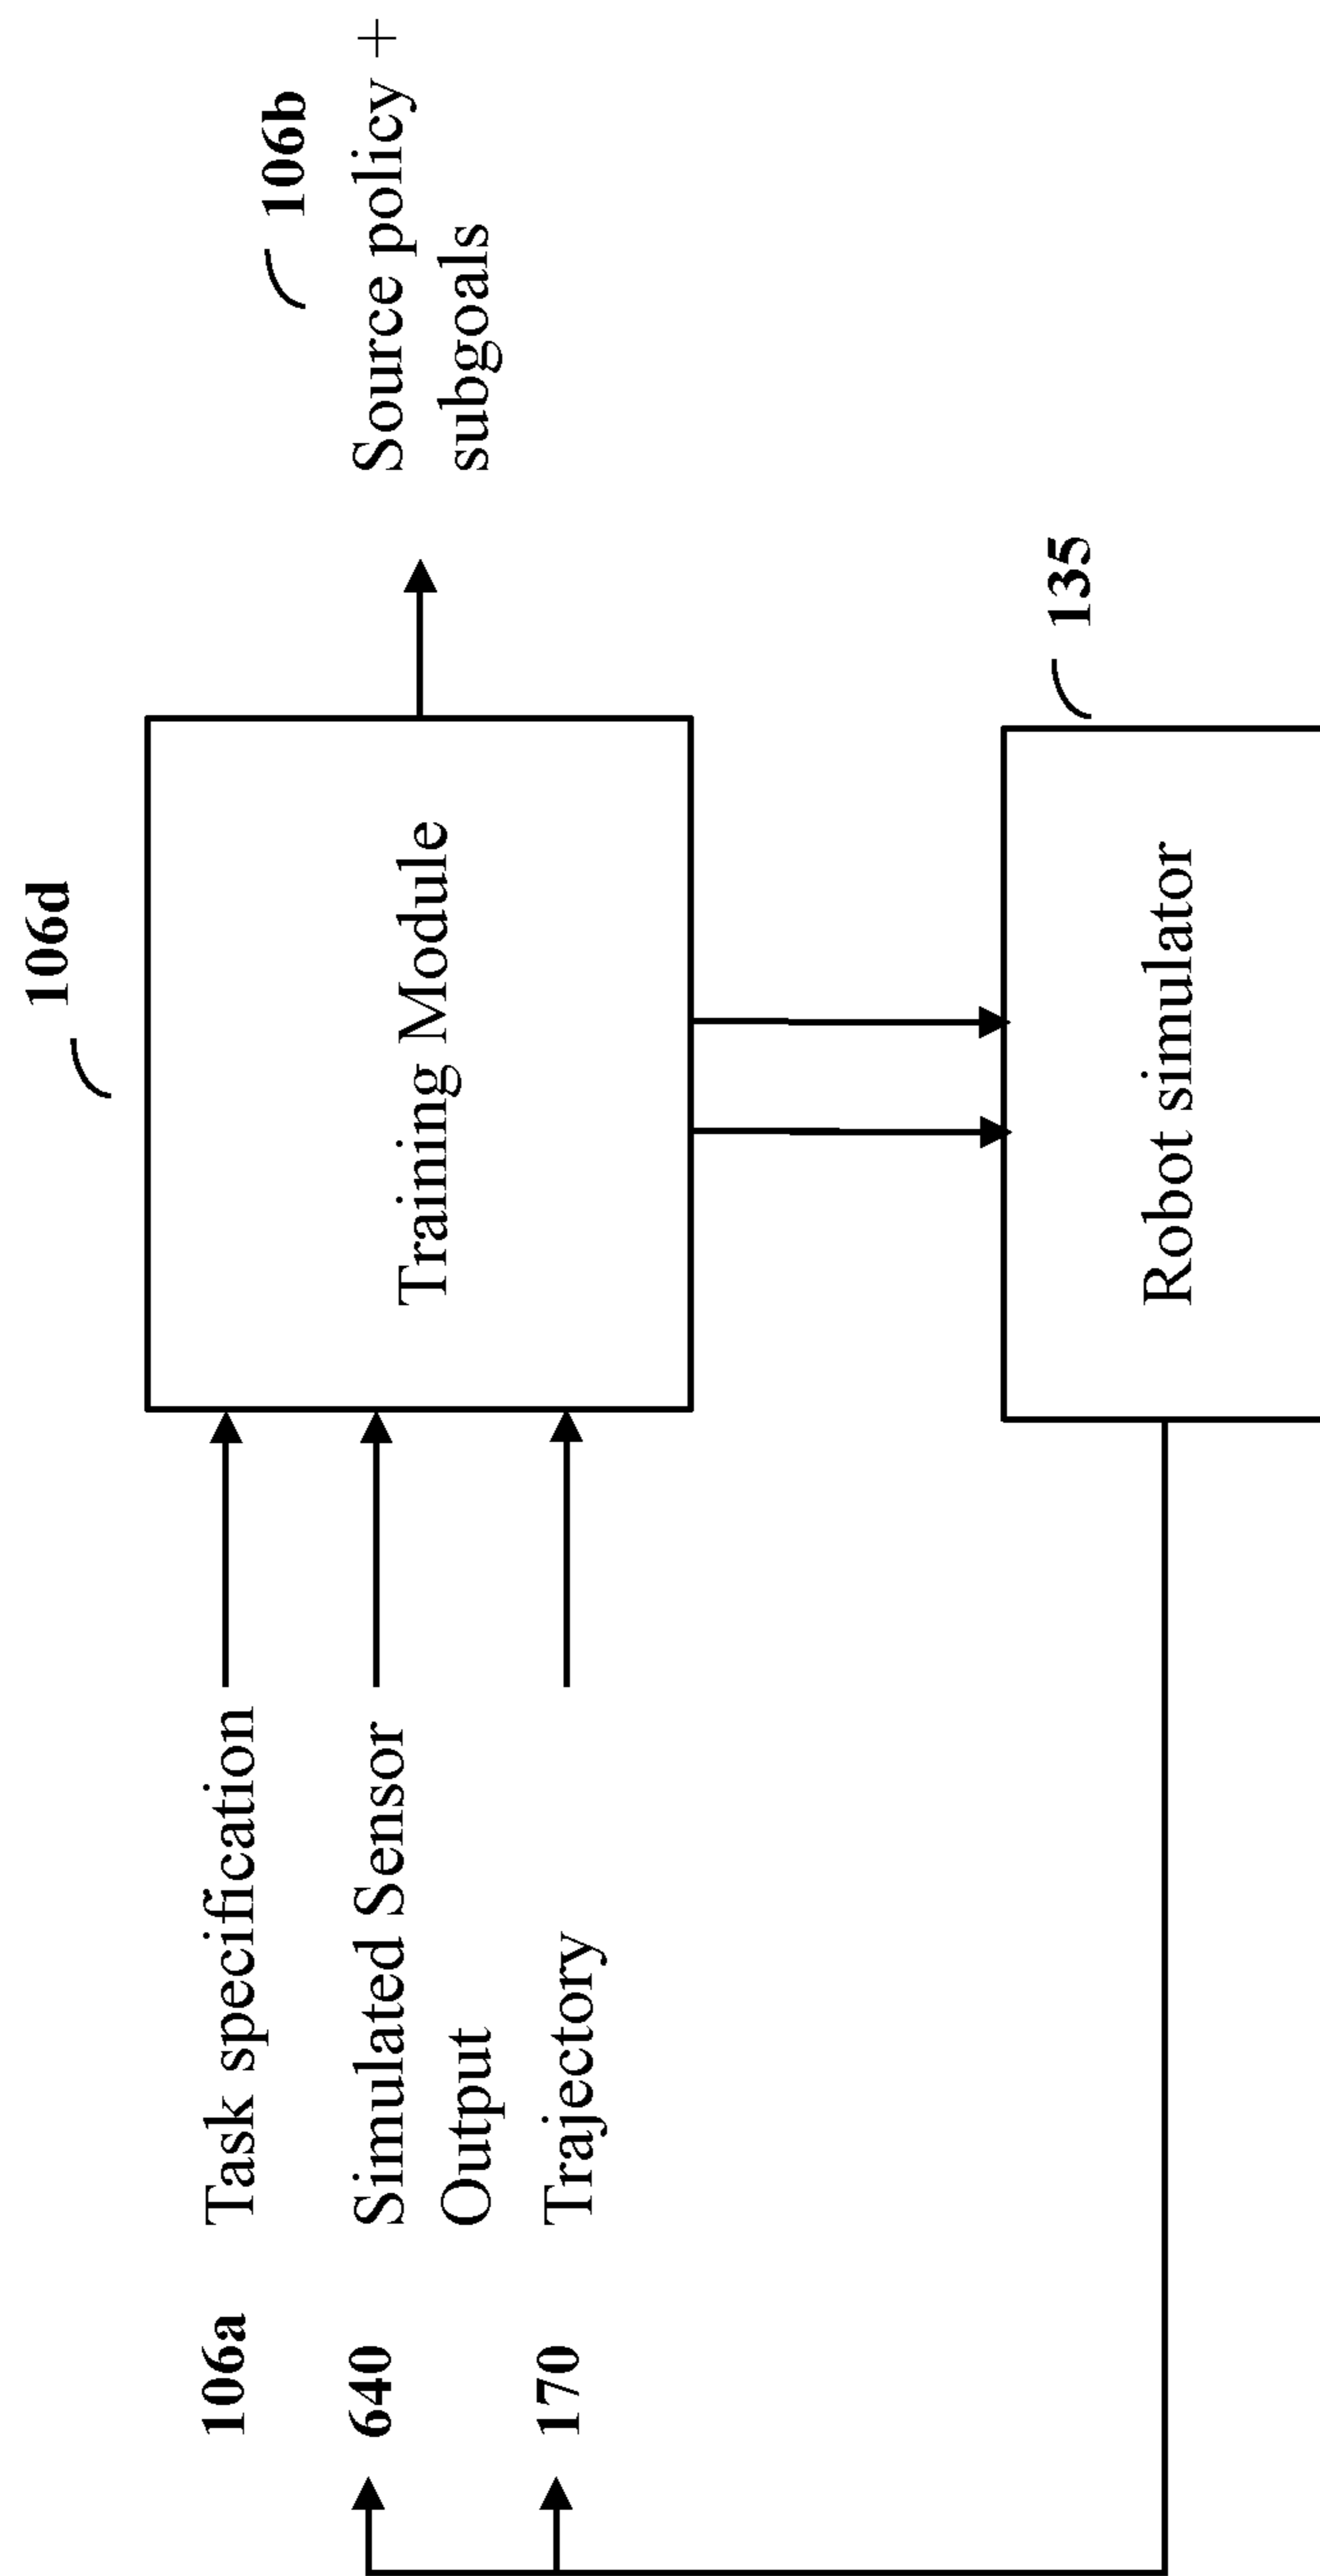 106d
106b
106a Task specification
640 Simulated Sensor
Output
170 Trajectory
Training Module
Source policy +
subgoals
135
Robot simulator